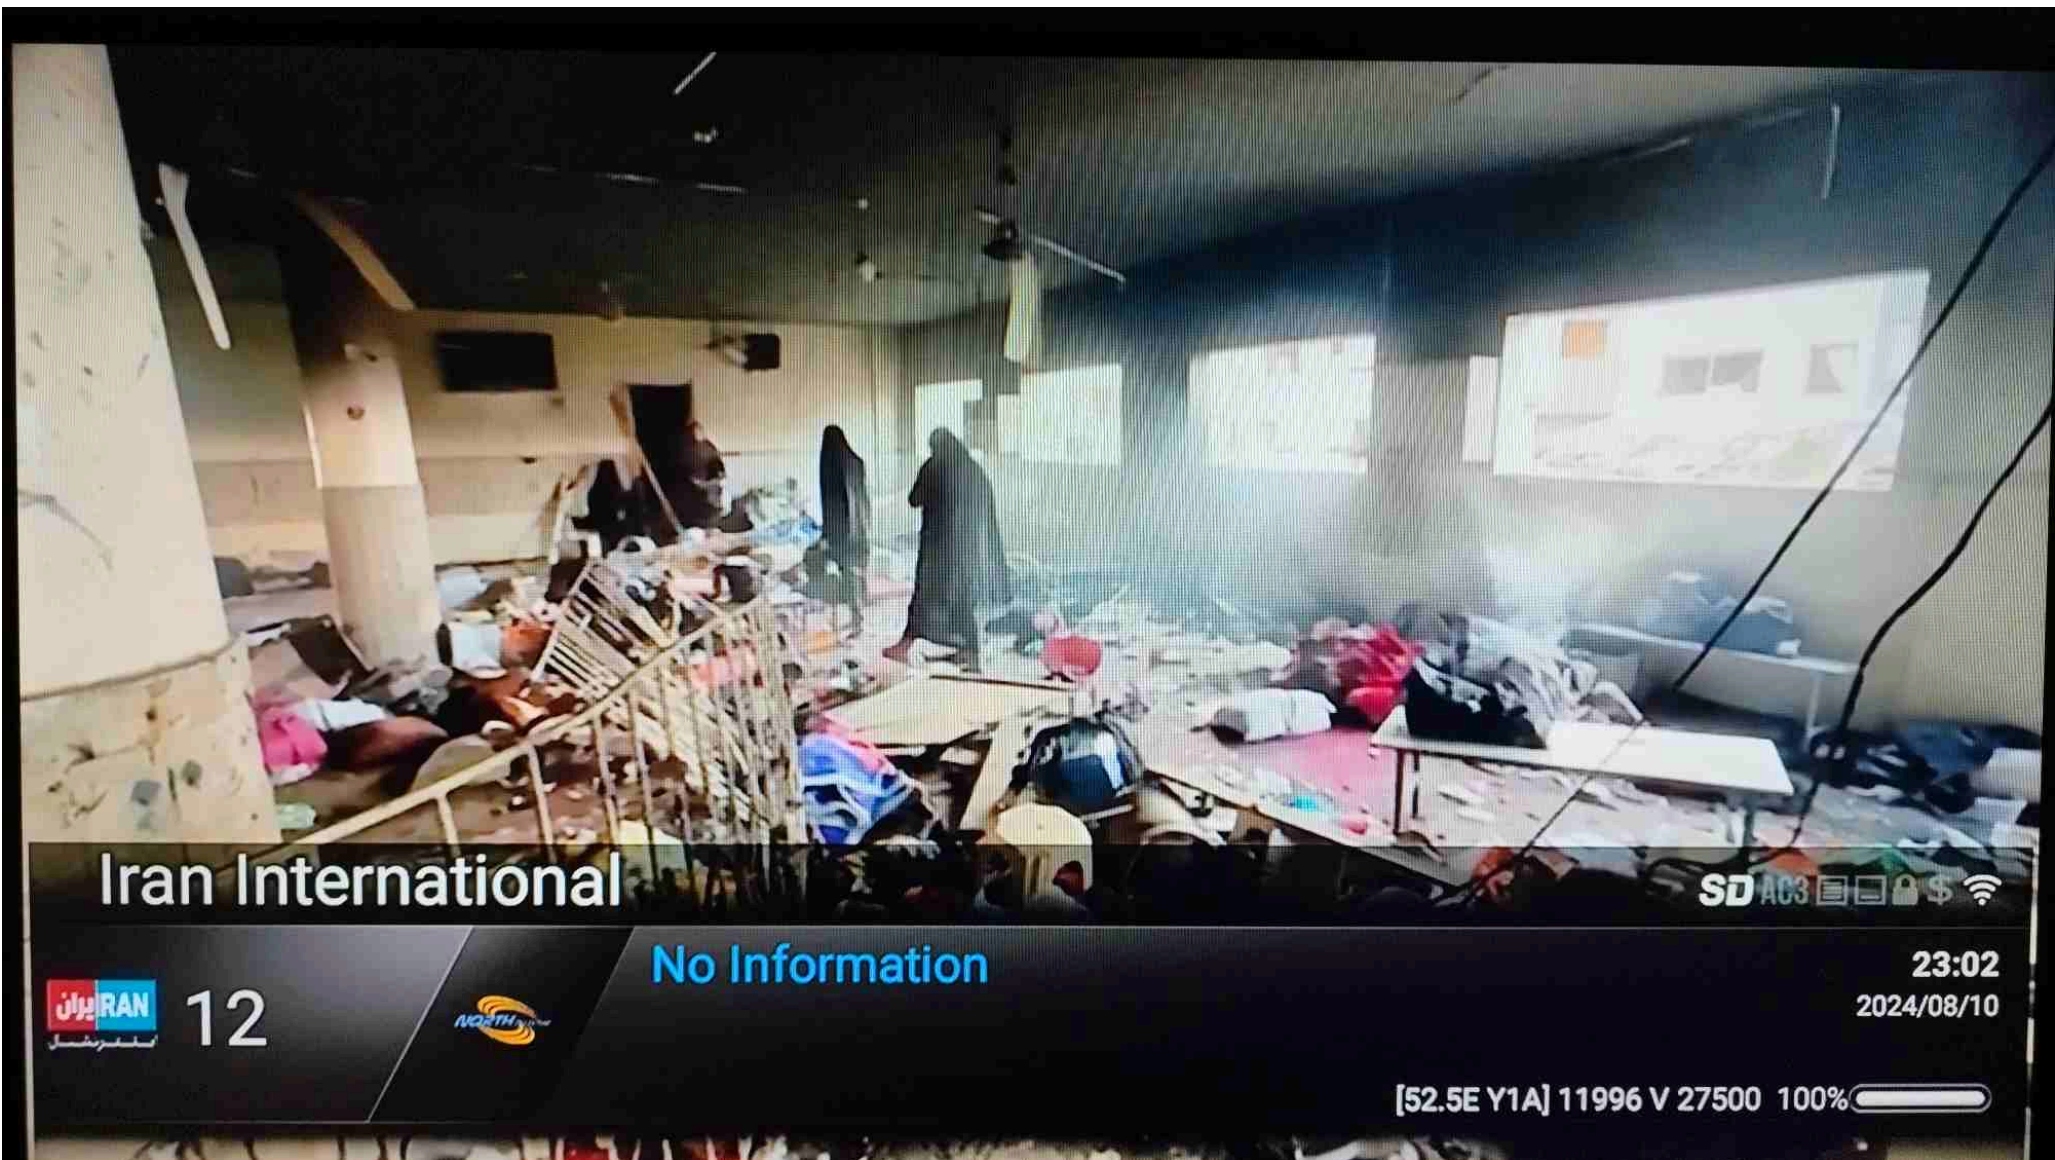 Iran International
SD AC3 $
No Information
23:02
ایران IRAN
اینترنشنال
12
NORTH
2024/08/10
[52.5E Y1A] 11996 V 27500 100%